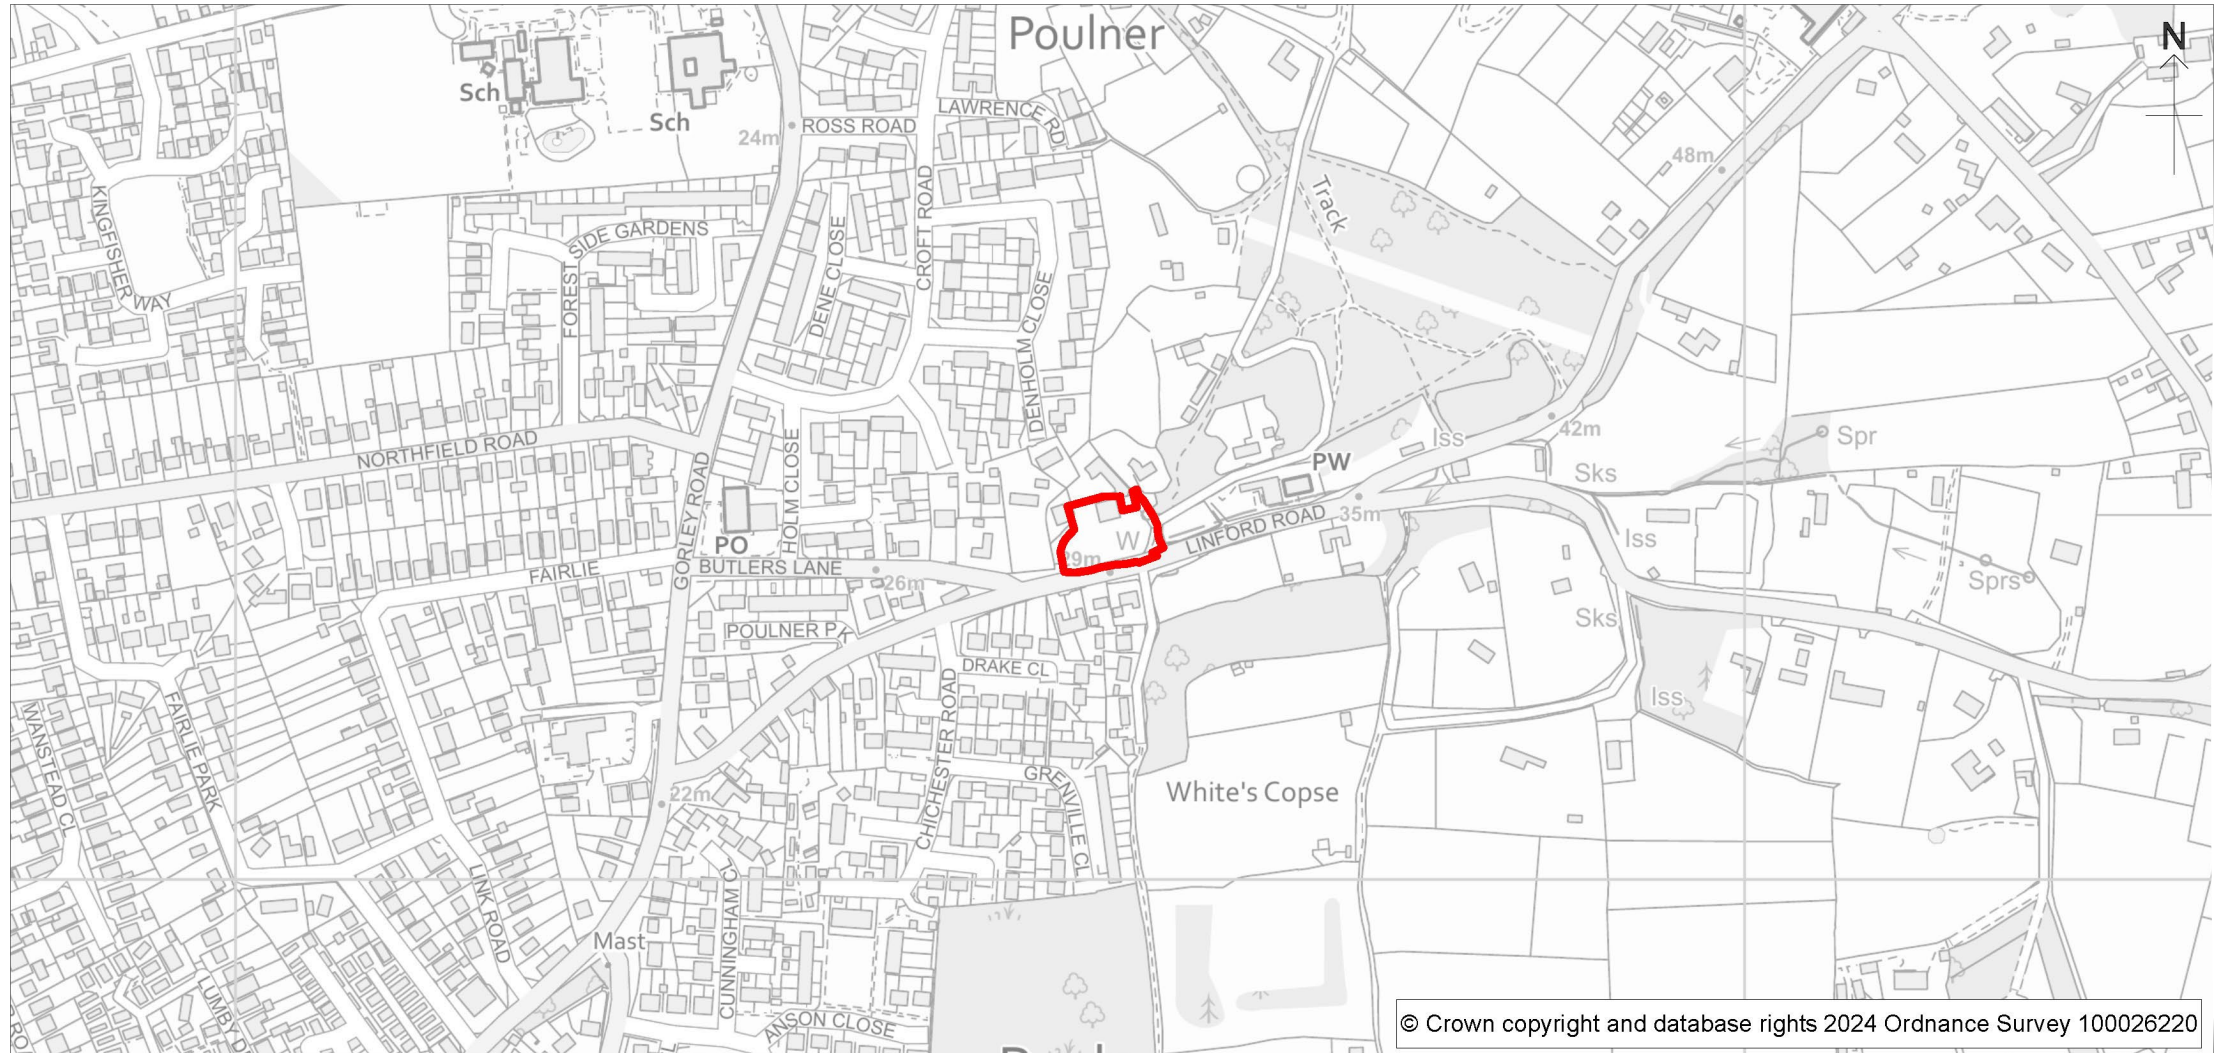 Poulner
N
Sch
Sch
LAWRENCE RD
24m
ROSS ROAD
48m
KINGFISHER WAY
Track
FOREST SIDE GARDENS
DENE CLOSE
CROFT ROAD
DENHOLM CLOSE
NORTHFIELD ROAD
GORLEY ROAD
HOLM CLOSE
PW
Iss
42m
Spr
Sks
PO
W
LINFORD ROAD
35m
29m
Iss
BUTLERS LANE
26m
FAIRLIE
Sprs
POULNER PK
Sks
DRAKE CL
WANSTEAD CL
FAIRLIE PARK
CHICHESTER ROAD
Iss
22m
GRENVILLE CL
White's Copse
LINK ROAD
CUNNINGHAM CL
Mast
LUMBY
ANSON CLOSE
© Crown copyright and database rights 2024 Ordnance Survey 100026220